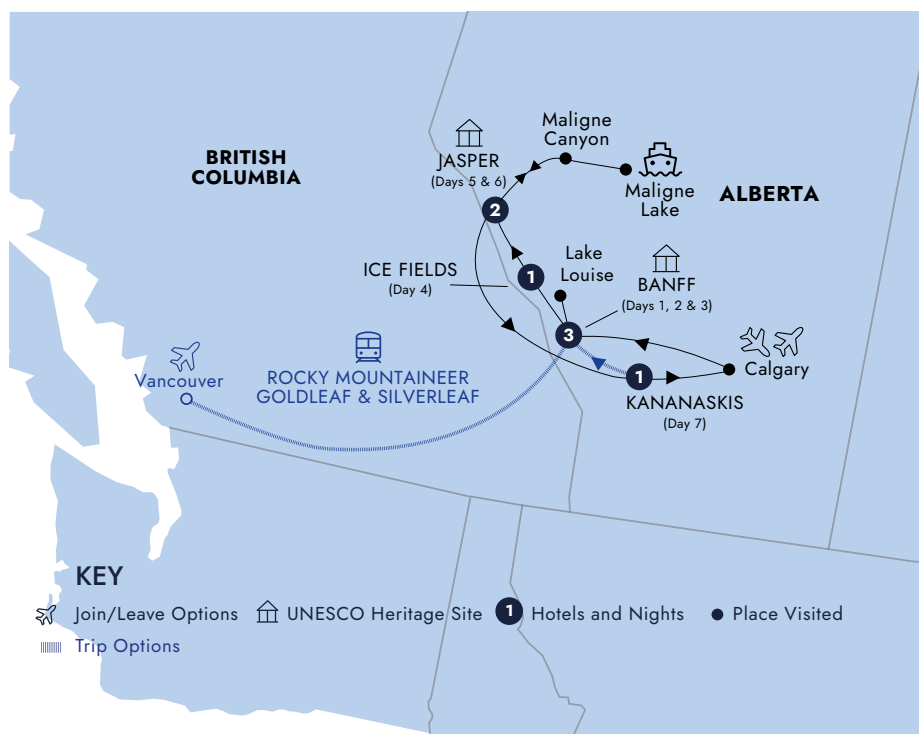 Maligne
Canyon
JASPER
(Days 5 & 6)
BRITISH
COLUMBIA
Maligne
Lake
ALBERTA
2
Lake
Louise
ICE FIELDS
(Day 4)
1
BANFF
(Days 1, 2 & 3)
3
Calgary
Vancouver
ROCKY MOUNTAINEER
GOLDLEAF & SILVERLEAF
1
KANANASKIS
(Day 7)
KEY
Join/Leave Options
UNESCO Heritage Site
1
Hotels and Nights
Place Visited
Trip Options